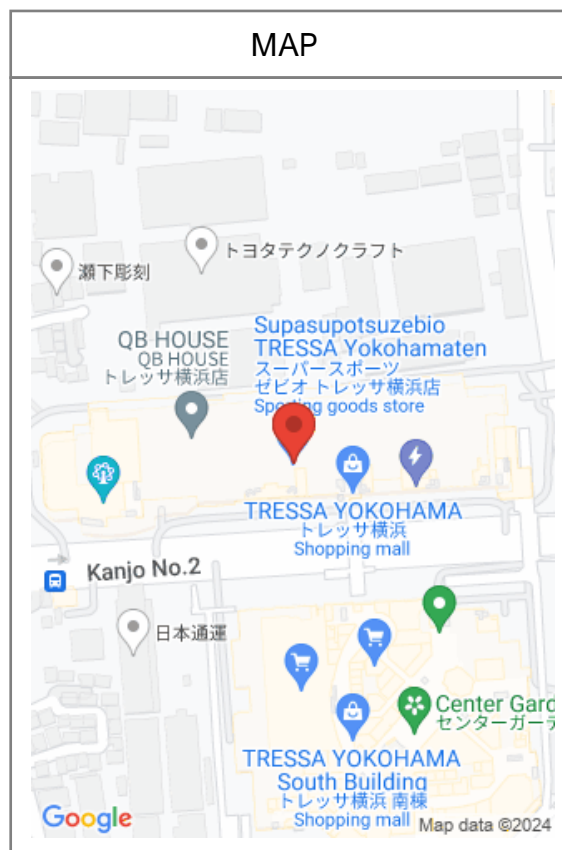 MAP
トヨタテクノクラフト
瀬下彫刻
QB HOUSE
QB HOUSE
トレッサ横浜店
Supasupotsuzebio
TRESSA Yokohamaten
スーパースポーツ
ゼビオ トレッサ横浜店
Sporting goods store
TRESSA YOKOHAMA
トレッサ横浜
Shopping mall
Kanjo No.2
日本通運
Center Gard
センターガーデ
TRESSA YOKOHAMA
South Building
トレッサ横浜 南棟
Shopping mall
Google
Map data ©2024